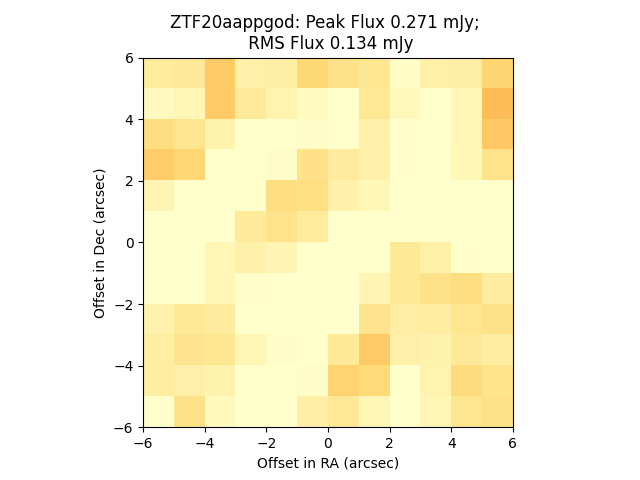 ZTF20aappgod: Peak Flux 0.271 mJy;
RMS Flux 0.134 mJy
6
4
2
0
−2
−4
−6
Offset in Dec (arcsec)
−6 −4 −2 0 2 4 6
Offset in RA (arcsec)